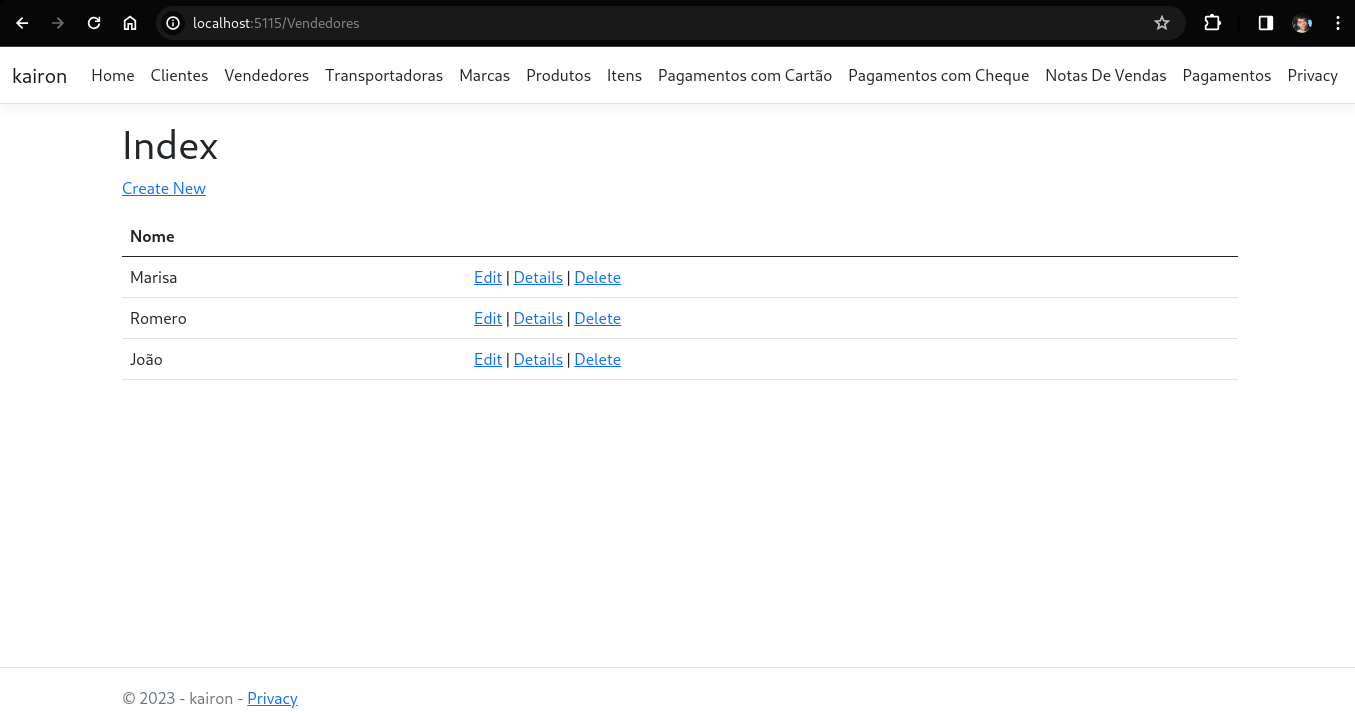 localhost:5115/Vendedores
kairon Home Clientes Vendedores Transportadoras Marcas Produtos Itens Pagamentos com Cartão Pagamentos com Cheque Notas De Vendas Pagamentos Privacy
Index
Create New
Nome
Marisa Edit | Details | Delete
Romero Edit | Details | Delete
João Edit | Details | Delete
© 2023 - kairon - Privacy